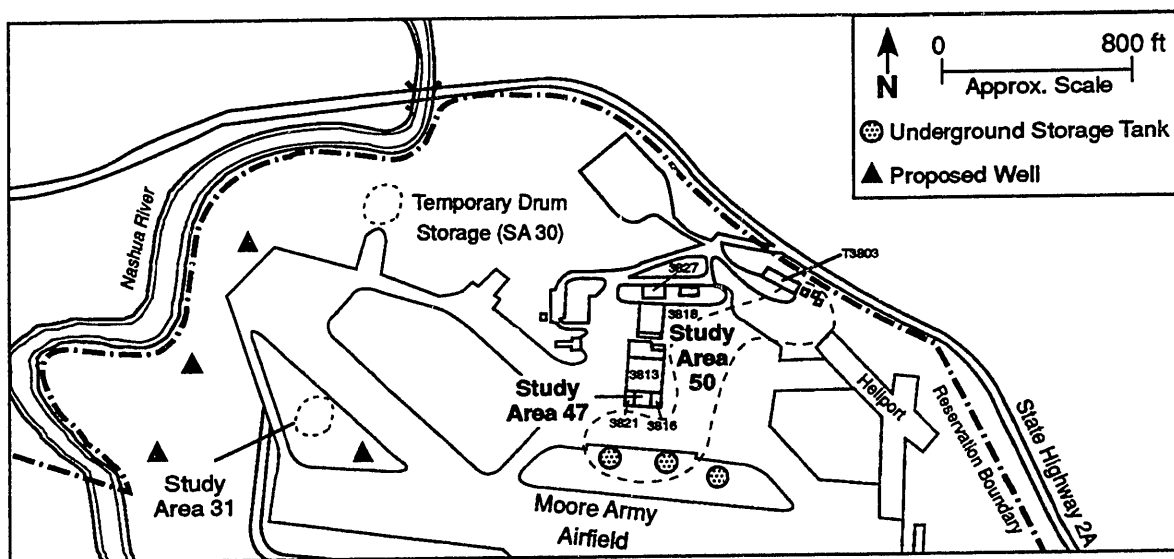 0 800 ft
N
Approx. Scale
Underground Storage Tank
Proposed Well
Nashua River
Temporary Drum
Storage (SA 30)
T3803
3827
3818
Study
Area
50
3813
Study
Area 47
3821 3816
Heliport
State Highway 2A
Reservation Boundary
Study
Area 31
Moore Army
Airfield